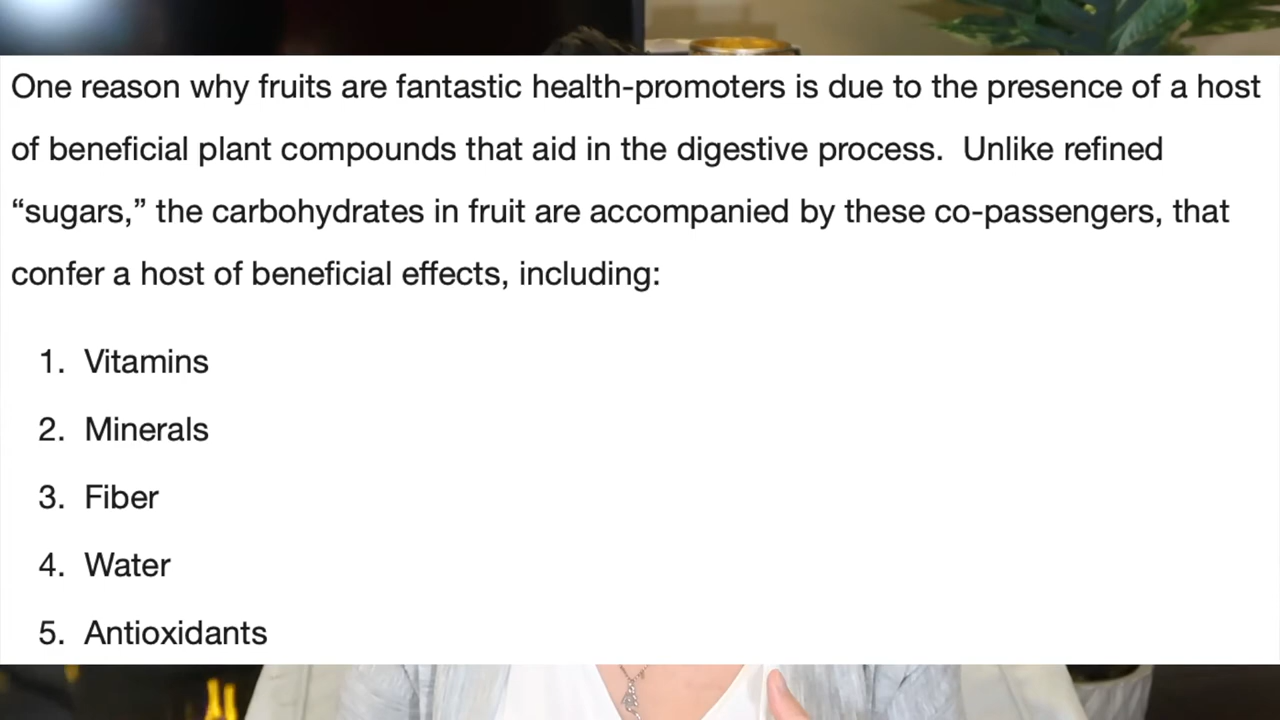 One reason why fruits are fantastic health-promoters is due to the presence of a host
of beneficial plant compounds that aid in the digestive process.  Unlike refined
“sugars,” the carbohydrates in fruit are accompanied by these co-passengers, that
confer a host of beneficial effects, including:
1. Vitamins
2. Minerals
3. Fiber
4. Water
5. Antioxidants